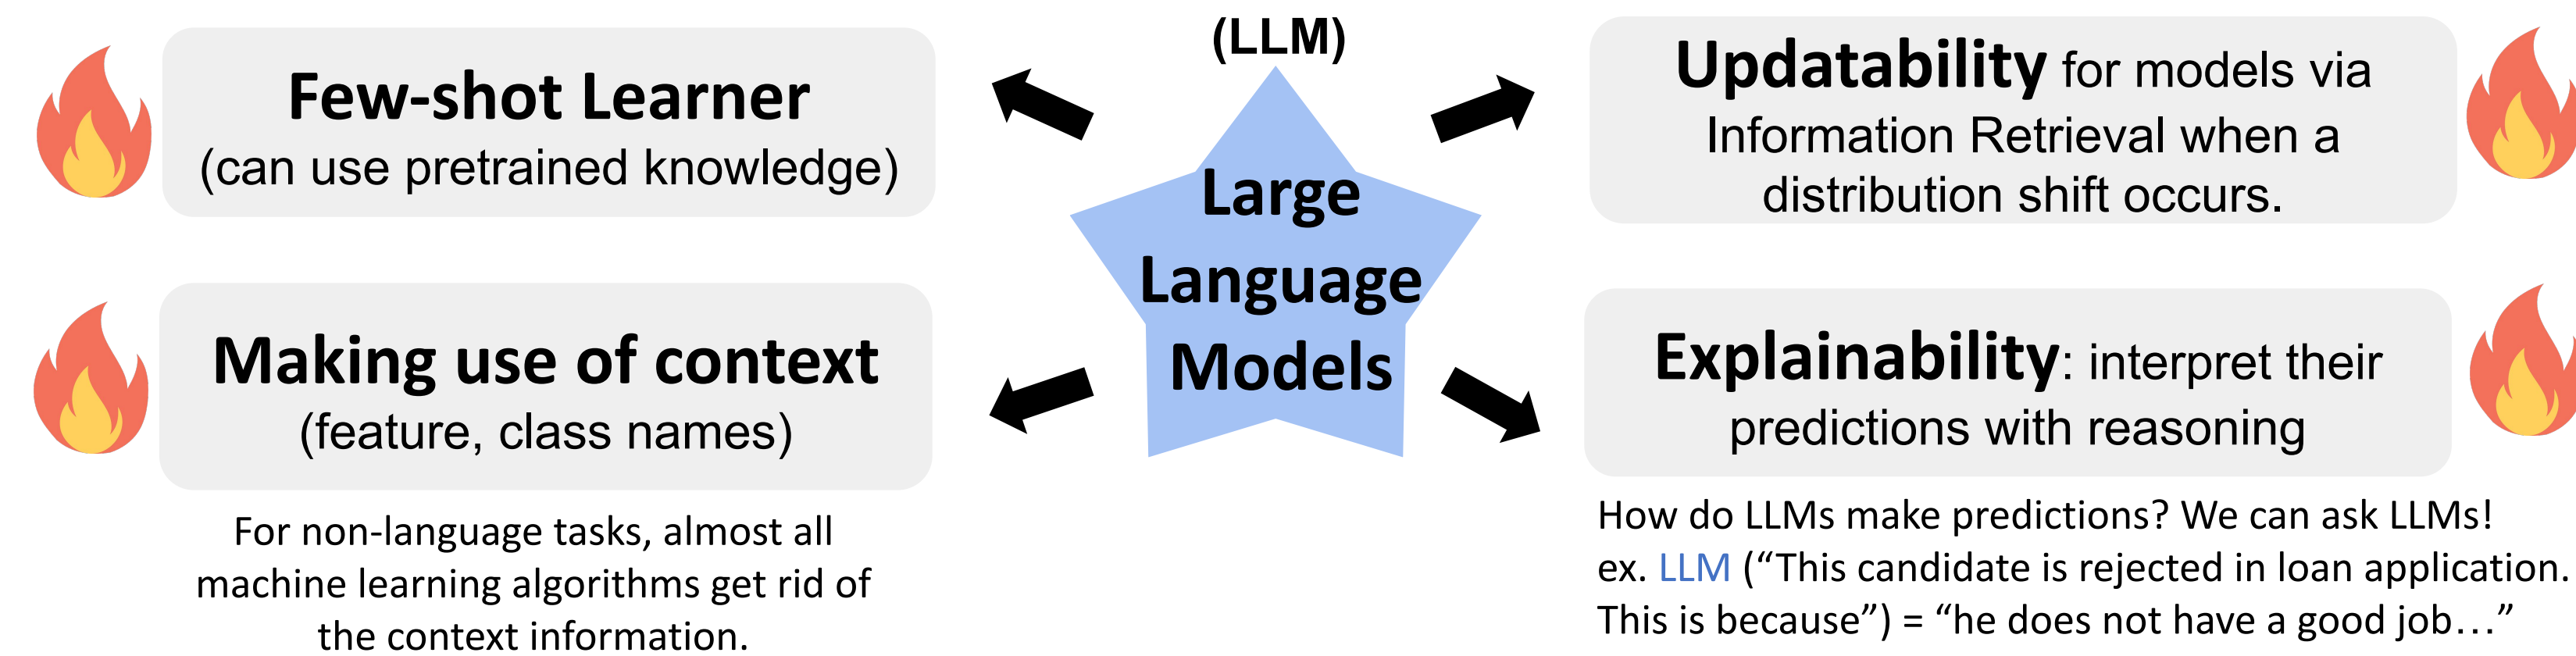 Few-shot Learner
(can use pretrained knowledge)
Making use of context
(feature, class names)
For non-language tasks, almost all
machine learning algorithms get rid of
the context information.
(LLM)
Large
Language
Models
Updatability for models via
Information Retrieval when a
distribution shift occurs.
Explainability: interpret their
predictions with reasoning
How do LLMs make predictions? We can ask LLMs!
ex. LLM (“This candidate is rejected in loan application.
This is because”) = “he does not have a good job…”